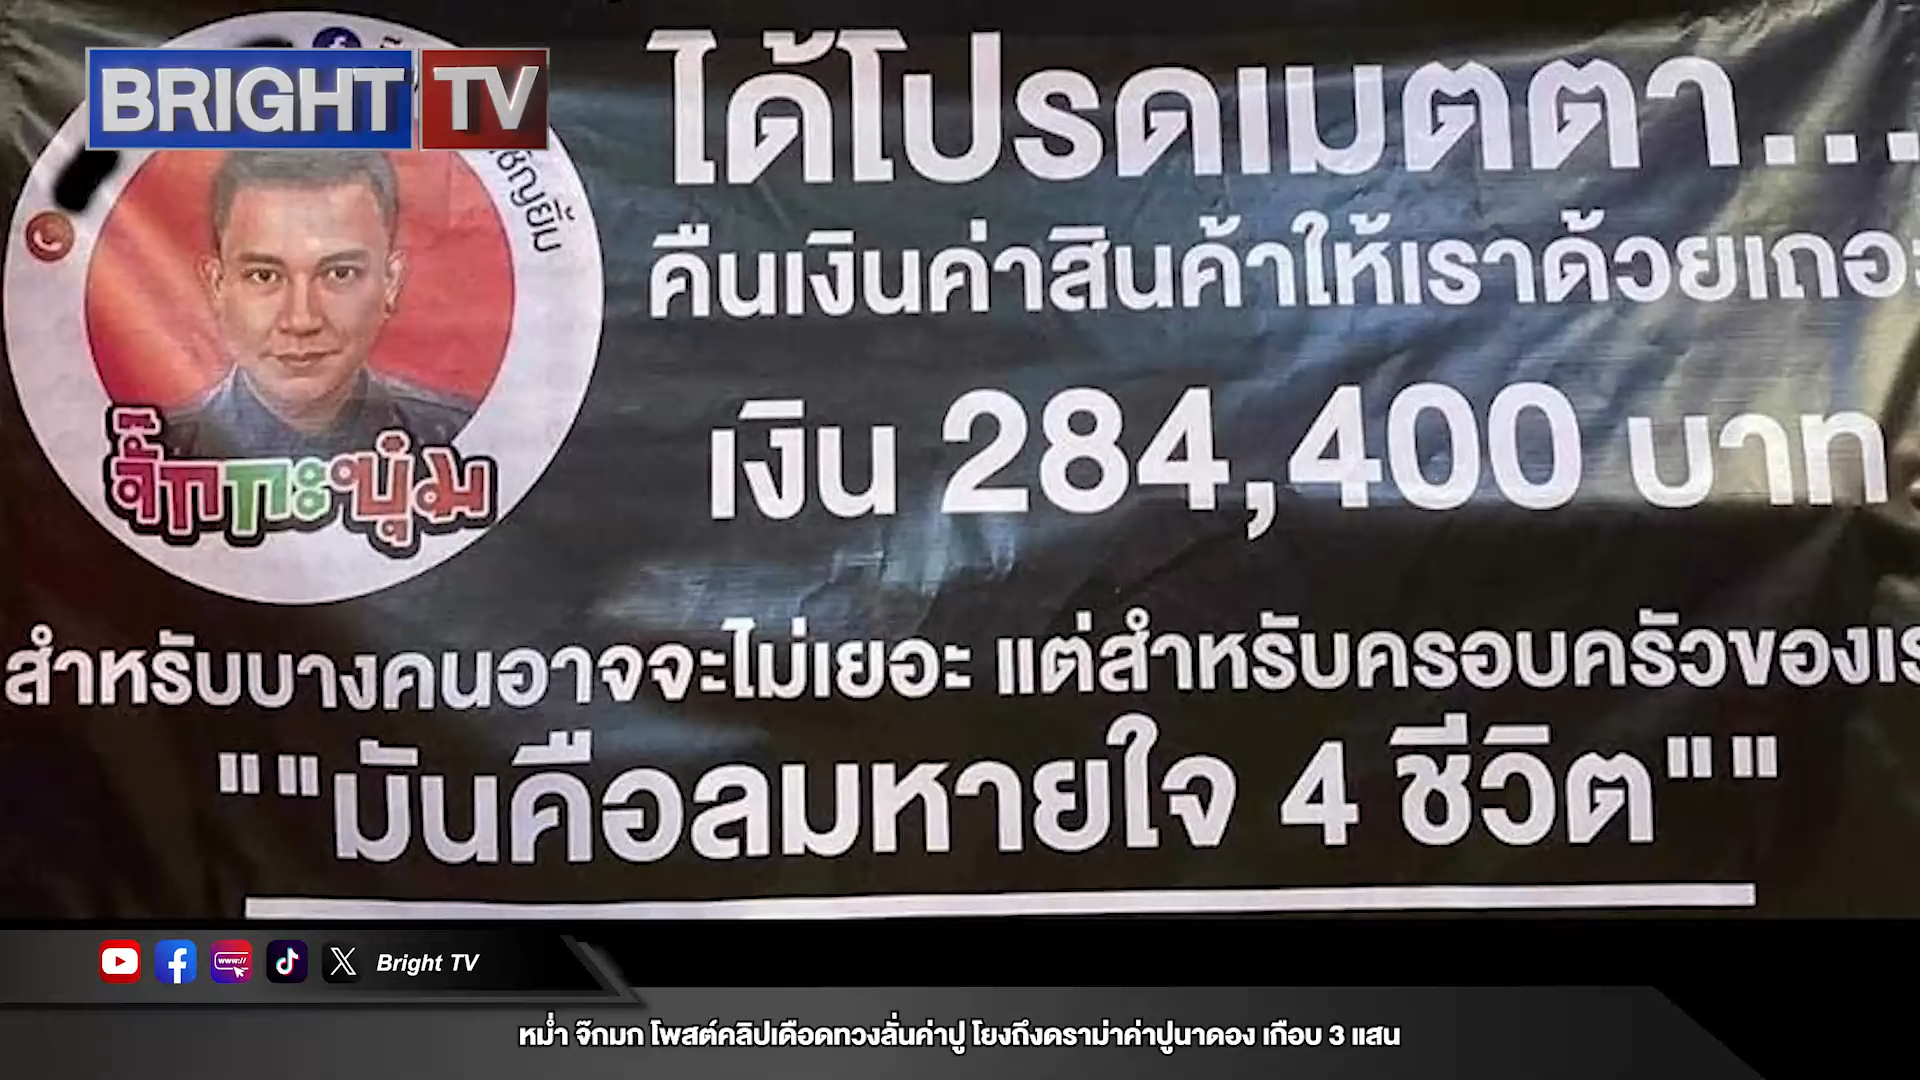 BRIGHT TV
เชิญยิ้ม
จั๊กกะบุ๋ม
ได้โปรดเมตตา...
คืนเงินค่าสินค้าให้เราด้วยเถอะ
เงิน 284,400 บาท
สำหรับบางคนอาจจะไม่เยอะ แต่สำหรับครอบครัวของเร
""มันคือลมหายใจ 4 ชีวิต""
www://
Bright TV
หม่ำ จ๊กมก โพสต์คลิปเดือดทวงลั่นค่าปู โยงถึงดราม่าค่าปูนาดอง เกือบ 3 แสน